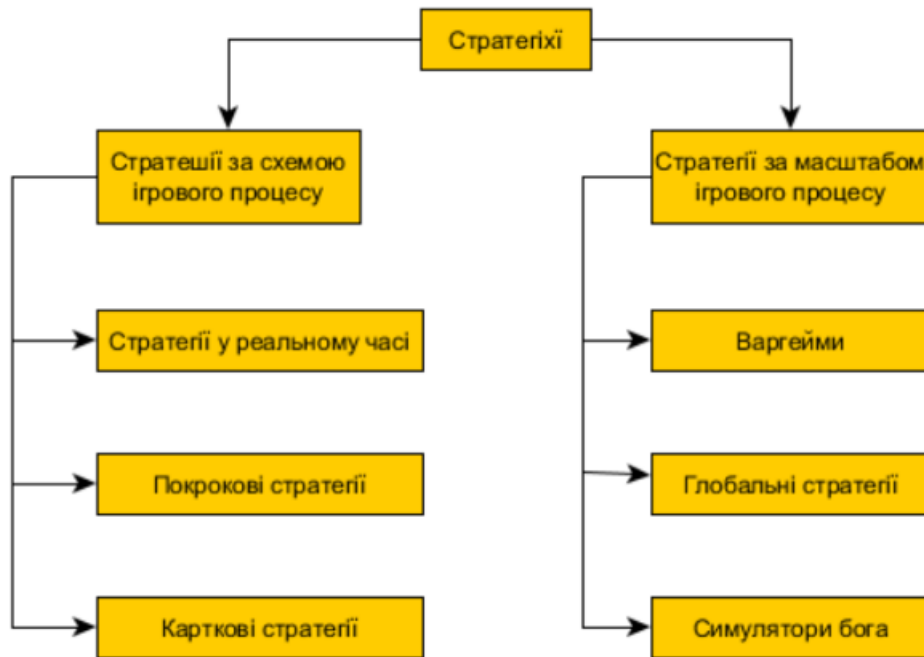 Стратегіхї
Стратешії за схемою
ігрового процесу
Стратегії за масштабом
ігрового процесу
Стратегії у реальному часі
Варгейми
Покрокові стратегії
Глобальні стратегії
Карткові стратегії
Симулятори бога